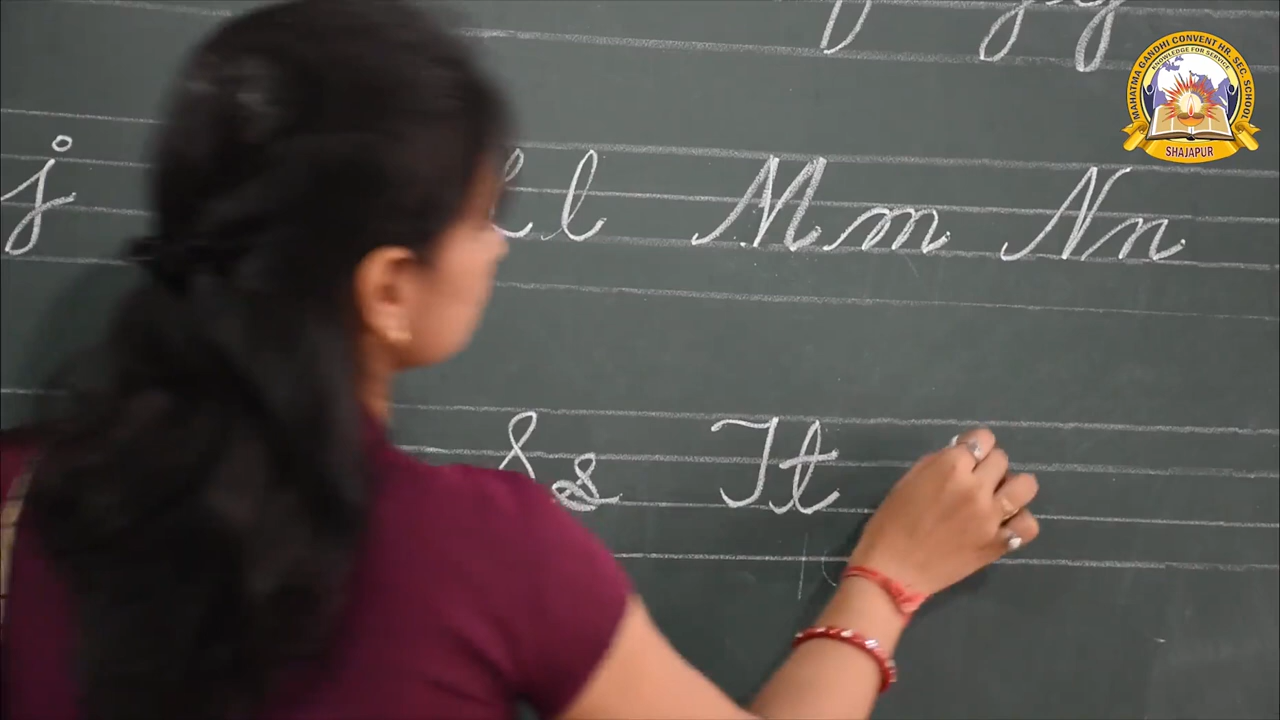 MAHATMA GANDHI CONVENT HR. SEC. SCHOOL
KNOWLEDGE FOR SERVICE
SHAJAPUR
j l Mm Nn
Ss Tt